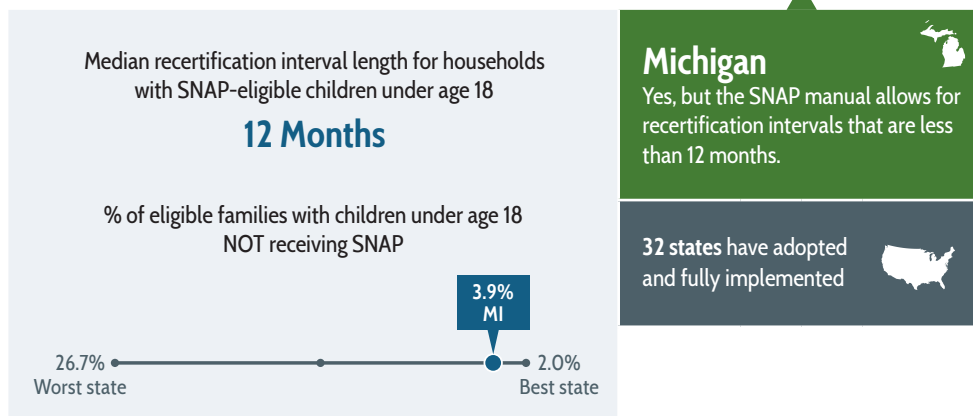 Median recertification interval length for households
with SNAP-eligible children under age 18
12 Months
% of eligible families with children under age 18
NOT receiving SNAP
3.9%
MI
26.7%
Worst state
2.0%
Best state
Michigan
Yes, but the SNAP manual allows for
recertification intervals that are less
than 12 months.
32 states have adopted
and fully implemented